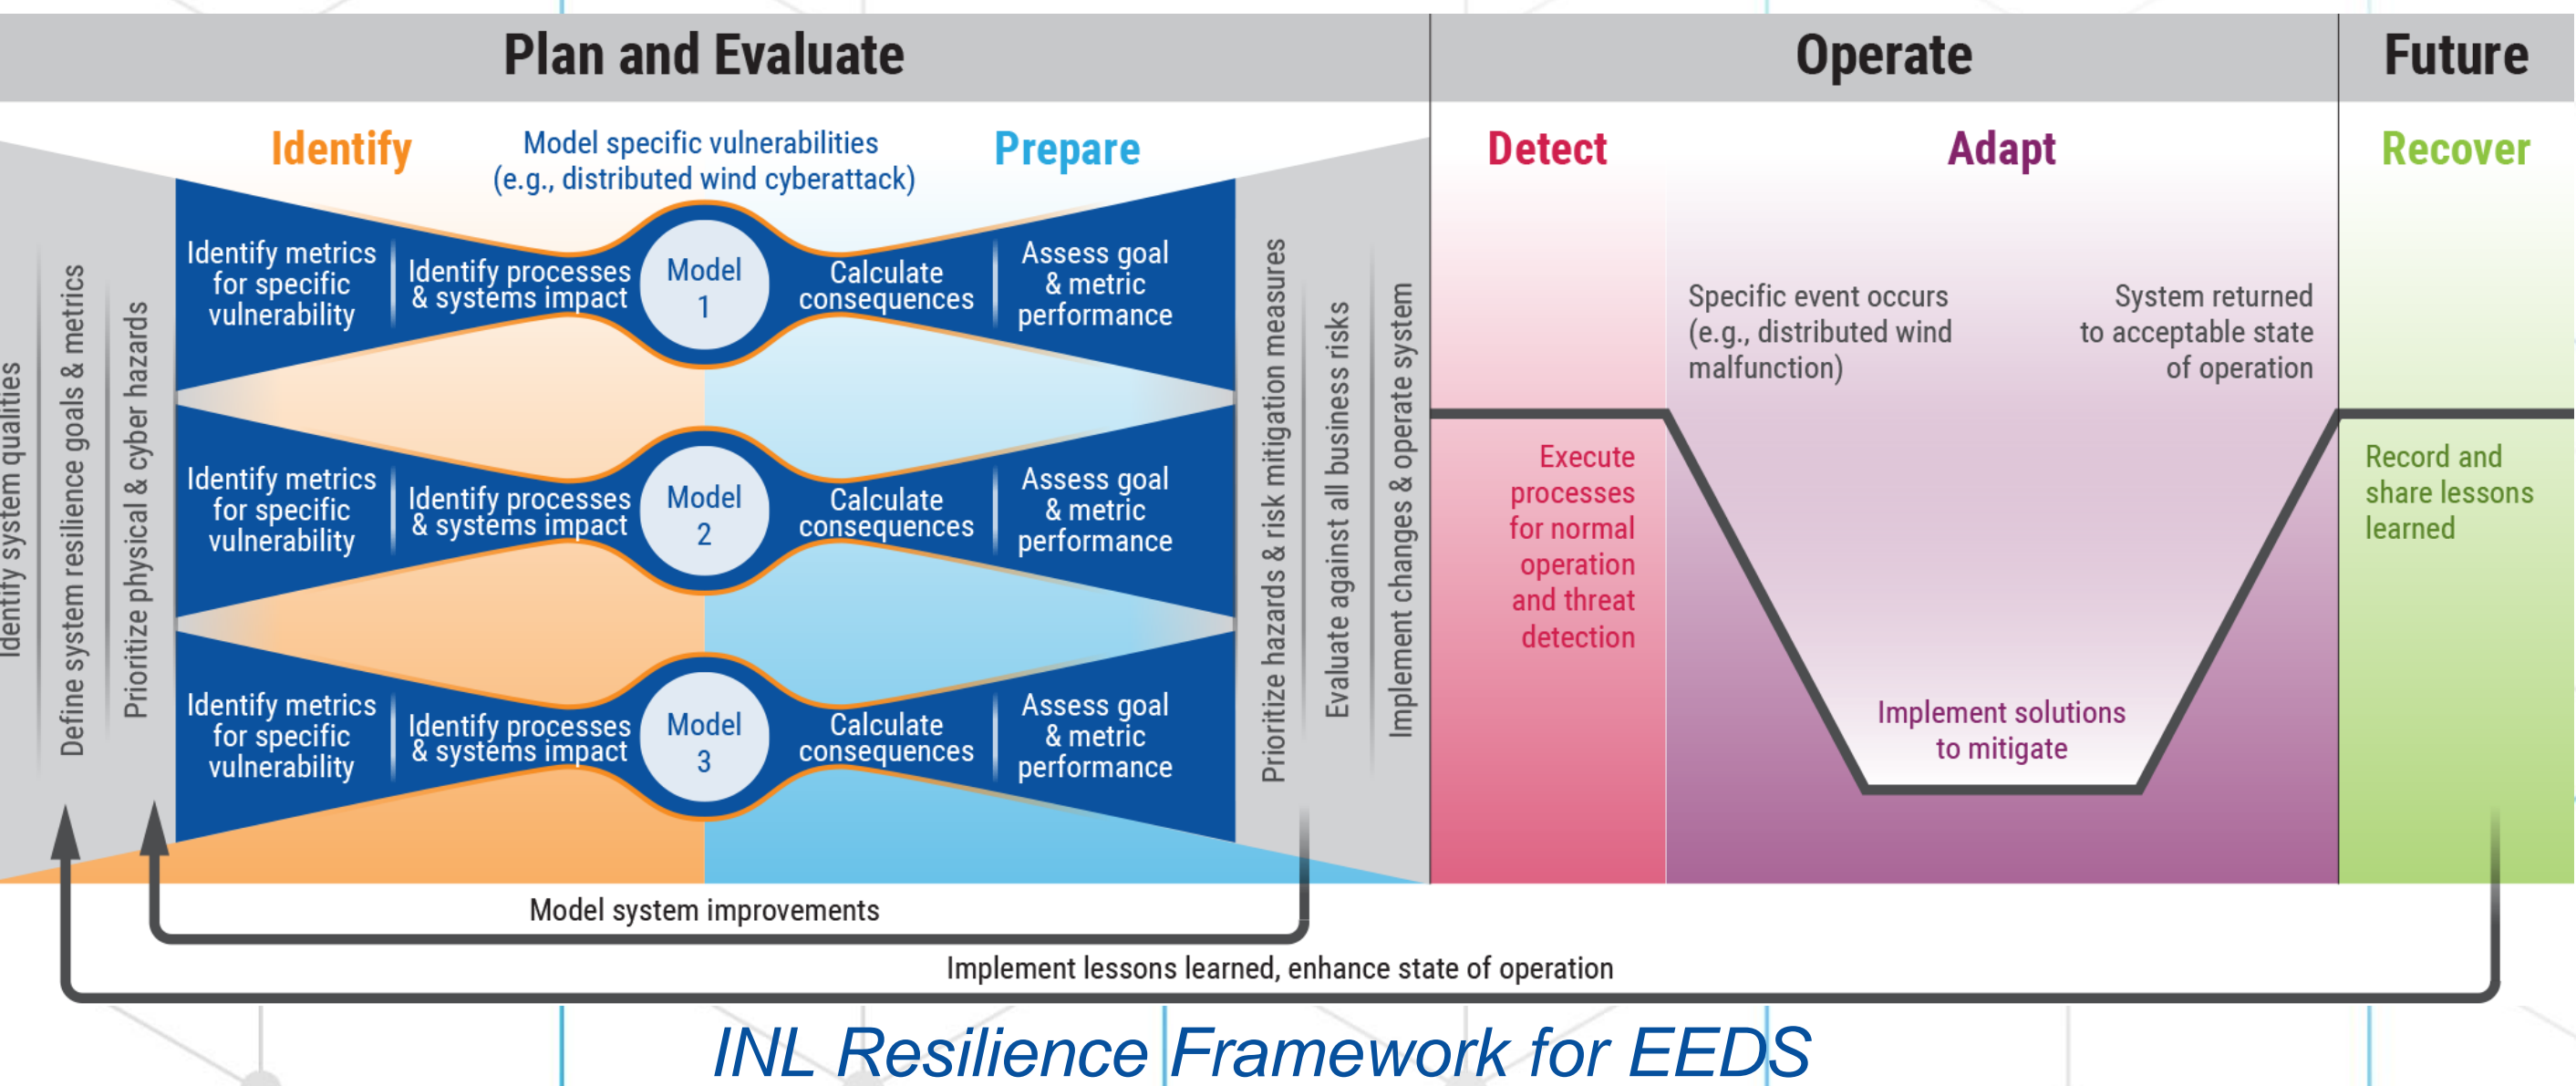 Plan and Evaluate
Operate
Future
Identify
Model specific vulnerabilities
(e.g., distributed wind cyberattack)
Prepare
Detect
Adapt
Recover
Identify system qualities
Define system resilience goals & metrics
Prioritize physical & cyber hazards
Identify metrics
for specific
vulnerability
Identify processes
& systems impact
Model
1
Calculate
consequences
Assess goal
& metric
performance
Identify metrics
for specific
vulnerability
Identify processes
& systems impact
Model
2
Calculate
consequences
Assess goal
& metric
performance
Identify metrics
for specific
vulnerability
Identify processes
& systems impact
Model
3
Calculate
consequences
Assess goal
& metric
performance
Prioritize hazards & risk mitigation measures
Evaluate against all business risks
Implement changes & operate system
Execute
processes
for normal
operation
and threat
detection
Specific event occurs
(e.g., distributed wind
malfunction)
System returned
to acceptable state
of operation
Implement solutions
to mitigate
Record and
share lessons
learned
Model system improvements
Implement lessons learned, enhance state of operation
INL Resilience Framework for EEDS